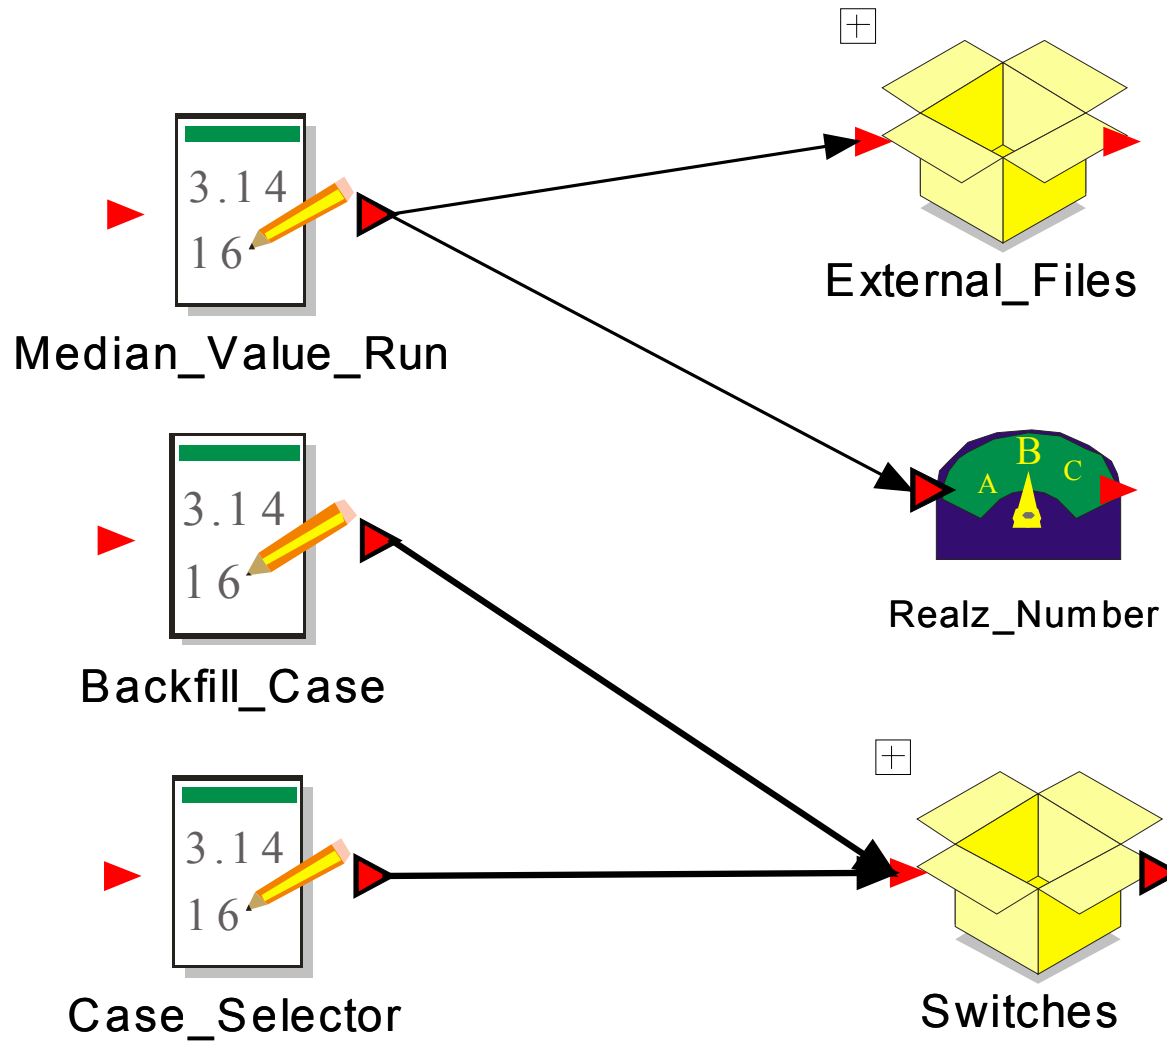 External_Files
3.14
16
Median_Value_Run
A B C
Realz_Number
3.14
16
Backfill_Case
3.14
16
Case_Selector
Switches